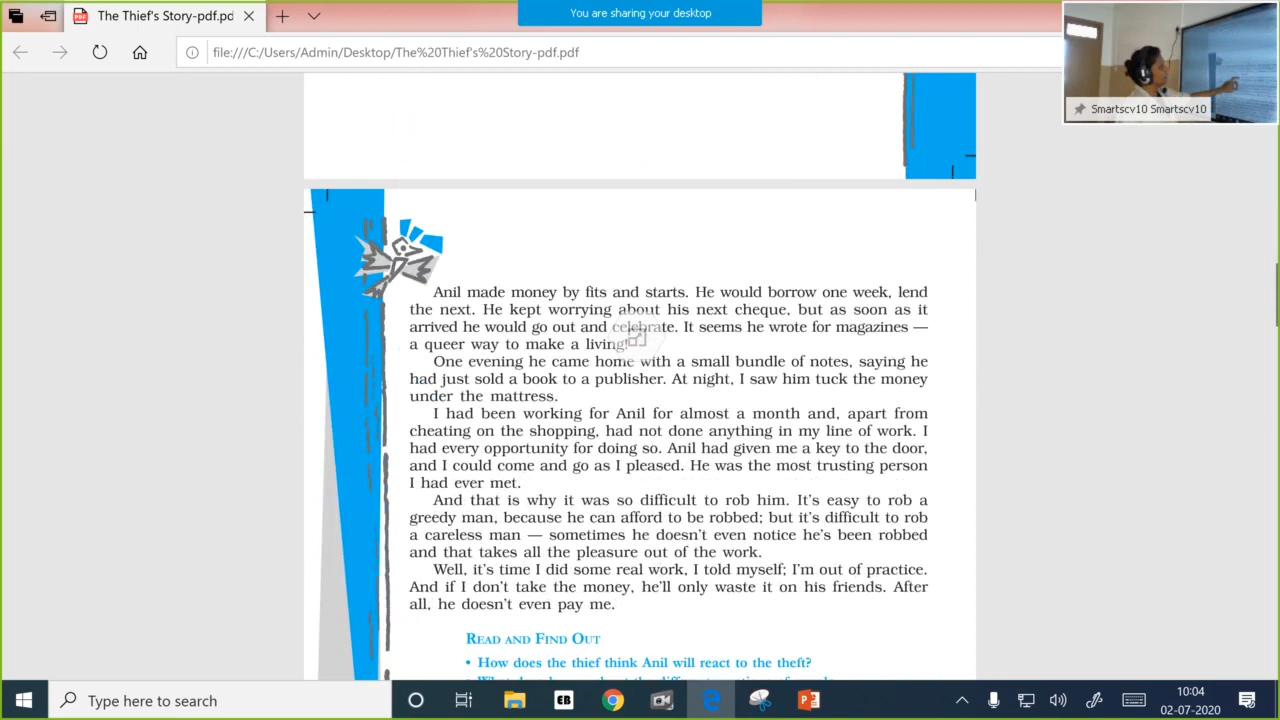 The Thief's Story-pdf.pd
You are sharing your desktop
file:///C:/Users/Admin/Desktop/The%20Thief's%20Story-pdf.pdf
Smartscv10 Smartscv10
Anil made money by fits and starts. He would borrow one week, lend
the next. He kept worrying about his next cheque, but as soon as it
arrived he would go out and celebrate. It seems he wrote for magazines —
a queer way to make a living!
One evening he came home with a small bundle of notes, saying he
had just sold a book to a publisher. At night, I saw him tuck the money
under the mattress.
I had been working for Anil for almost a month and, apart from
cheating on the shopping, had not done anything in my line of work. I
had every opportunity for doing so. Anil had given me a key to the door,
and I could come and go as I pleased. He was the most trusting person
I had ever met.
And that is why it was so difficult to rob him. It's easy to rob a
greedy man, because he can afford to be robbed; but it's difficult to rob
a careless man — sometimes he doesn't even notice he's been robbed
and that takes all the pleasure out of the work.
Well, it's time I did some real work, I told myself; I'm out of practice.
And if I don't take the money, he'll only waste it on his friends. After
all, he doesn't even pay me.
READ AND FIND OUT
• How does the thief think Anil will react to the theft?
Type here to search
EB
10:04
02-07-2020